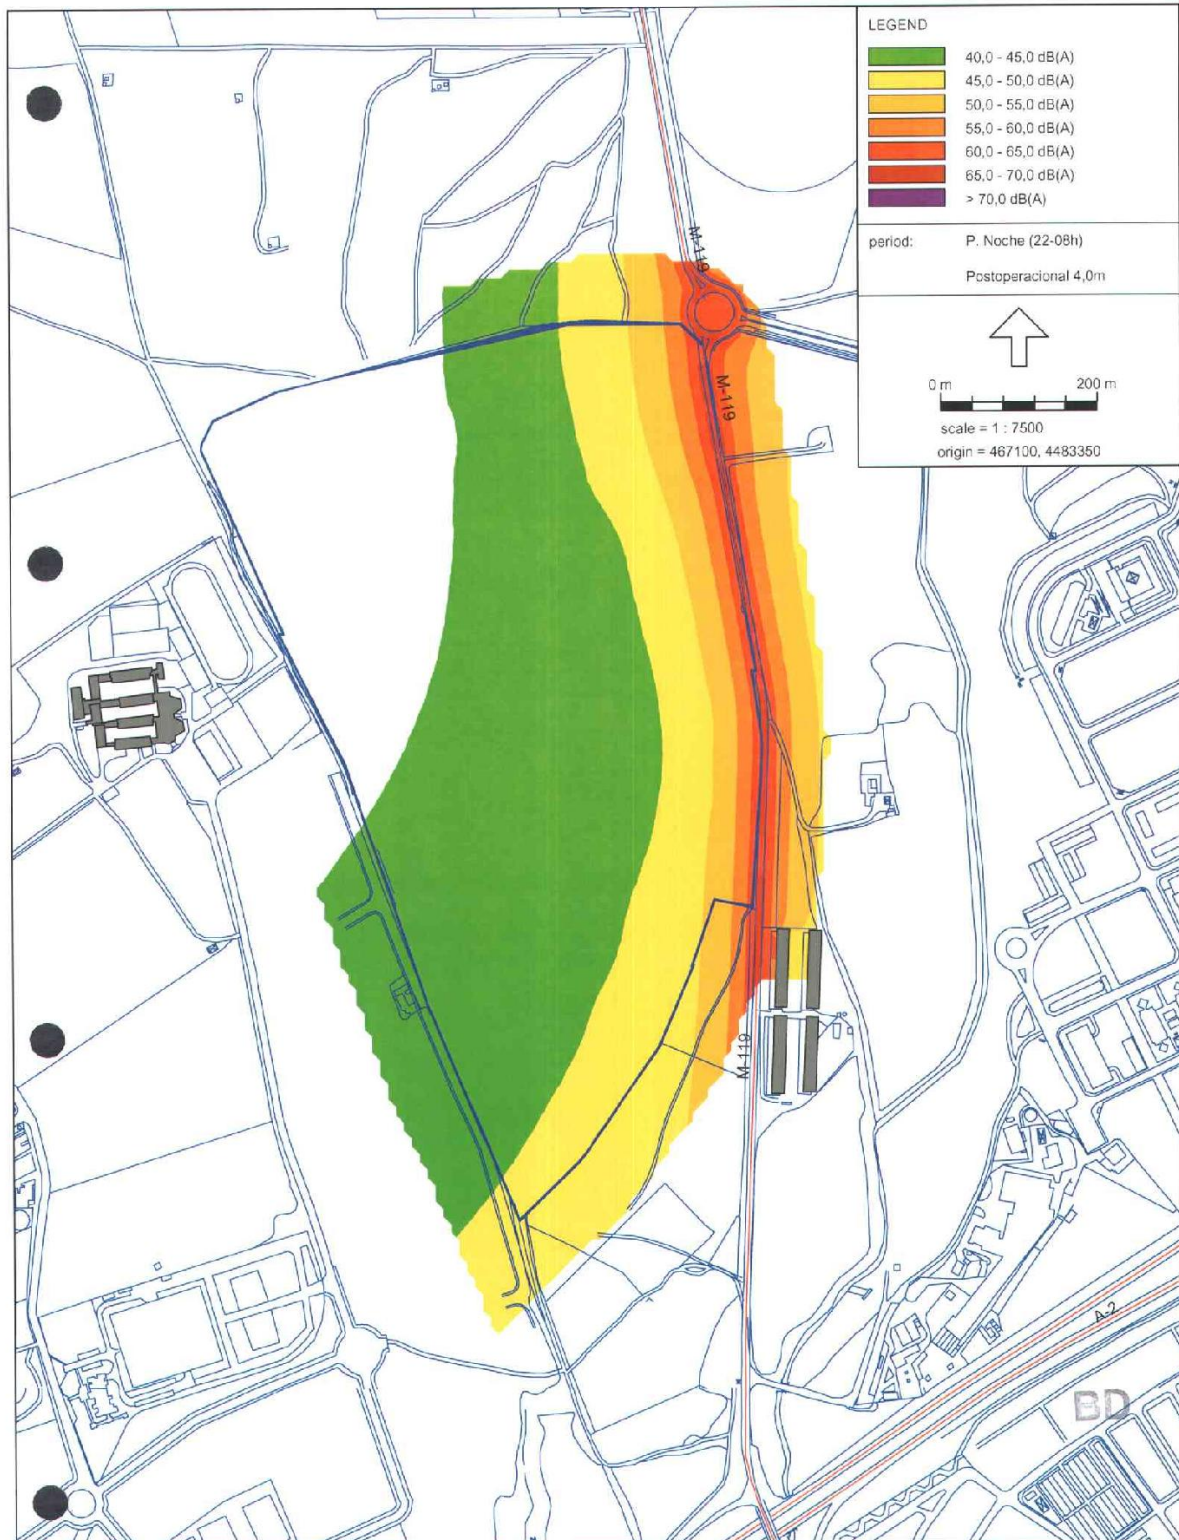 LEGEND
40,0 - 45,0 dB(A)
45,0 - 50,0 dB(A)
50,0 - 55,0 dB(A)
55,0 - 60,0 dB(A)
60,0 - 65,0 dB(A)
65,0 - 70,0 dB(A)
> 70,0 dB(A)
period: P. Noche (22-08h)
Postoperacional 4,0m
0 m 200 m
scale = 1 : 7500
origin = 467100, 4483350
M-119
M-119
M-119
A-2
BD